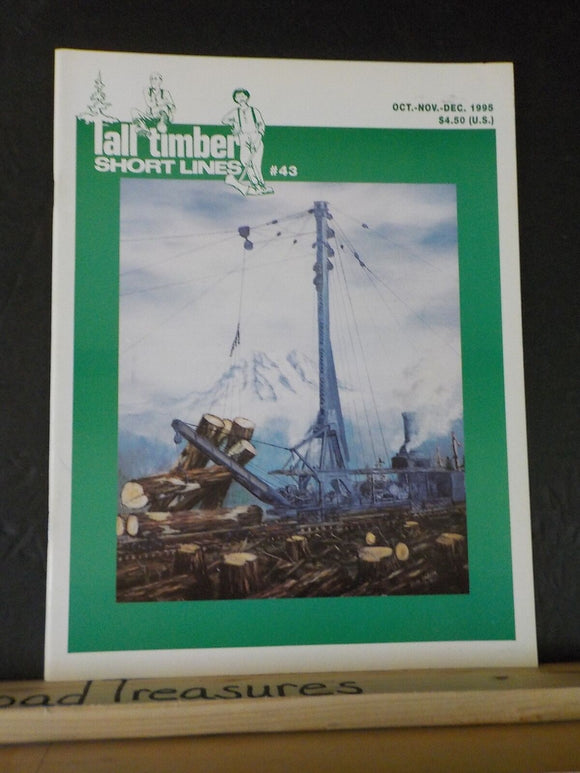 OCT.-NOV.-DEC. 1995
$4.50 (U.S.)
Tall timber
SHORT LINES #43
oad Treasures